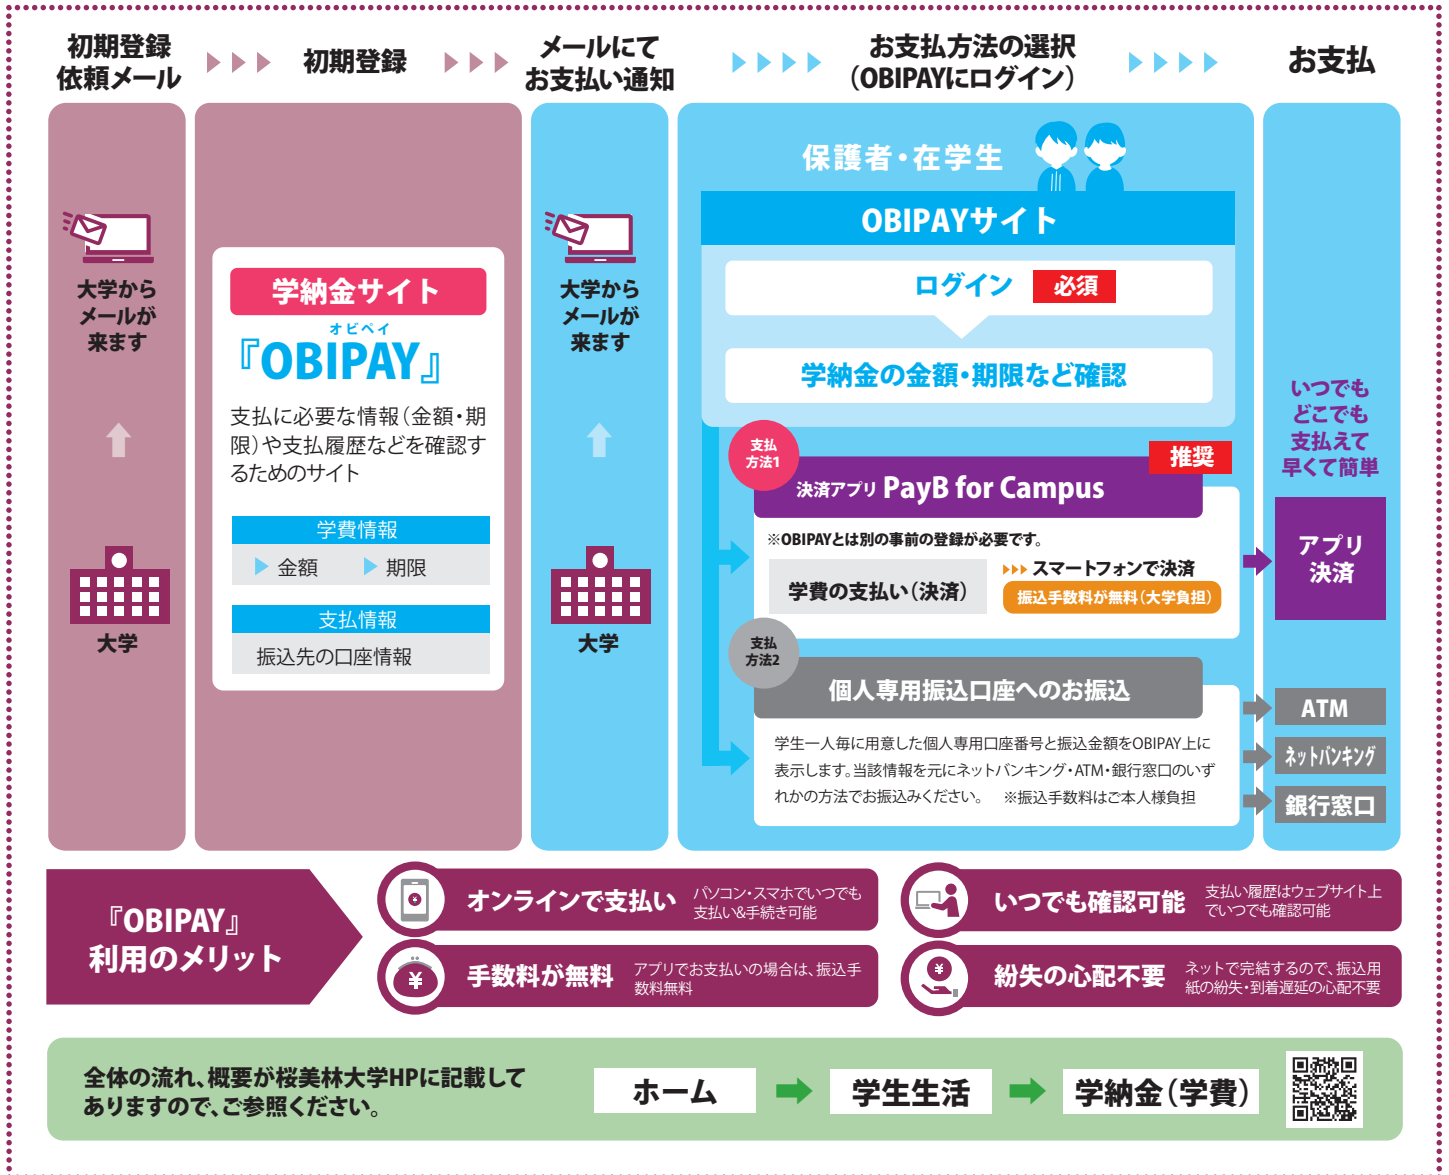 初期登録
依頼メール
初期登録
メールにて
お支払い通知
お支払方法の選択
（OBIPAYにログイン）
お支払
大学から
メールが
来ます
大学
学納金サイト
オビペイ
『OBIPAY』
支払に必要な情報（金額・期
限）や支払履歴などを確認す
るためのサイト
学費情報
金額
期限
支払情報
振込先の口座情報
大学から
メールが
来ます
大学
保護者・在学生
OBIPAYサイト
ログイン
必須
学納金の金額・期限など確認
支払
方法1
推奨
決済アプリ PayB for Campus
※OBIPAYとは別の事前の登録が必要です。
学費の支払い（決済）
スマートフォンで決済
振込手数料が無料（大学負担）
支払
方法2
個人専用振込口座へのお振込
学生一人毎に用意した個人専用口座番号と振込金額をOBIPAY上に
表示します。当該情報を元にネットバンキング・ATM・銀行窓口のいず
れかの方法でお振込みください。 ※振込手数料はご本人様負担
いつでも
どこでも
支払えて
早くて簡単
アプリ
決済
ATM
ネットバンキング
銀行窓口
『OBIPAY』
利用のメリット
オンラインで支払い
パソコン・スマホでいつでも
支払い&手続き可能
いつでも確認可能
支払い履歴はウェブサイト上
でいつでも確認可能
手数料が無料
アプリでお支払いの場合は、振込手
数料無料
紛失の心配不要
ネットで完結するので、振込用
紙の紛失・到着遅延の心配不要
全体の流れ、概要が桜美林大学HPに記載して
ありますので、ご参照ください。
ホーム
学生生活
学納金（学費）